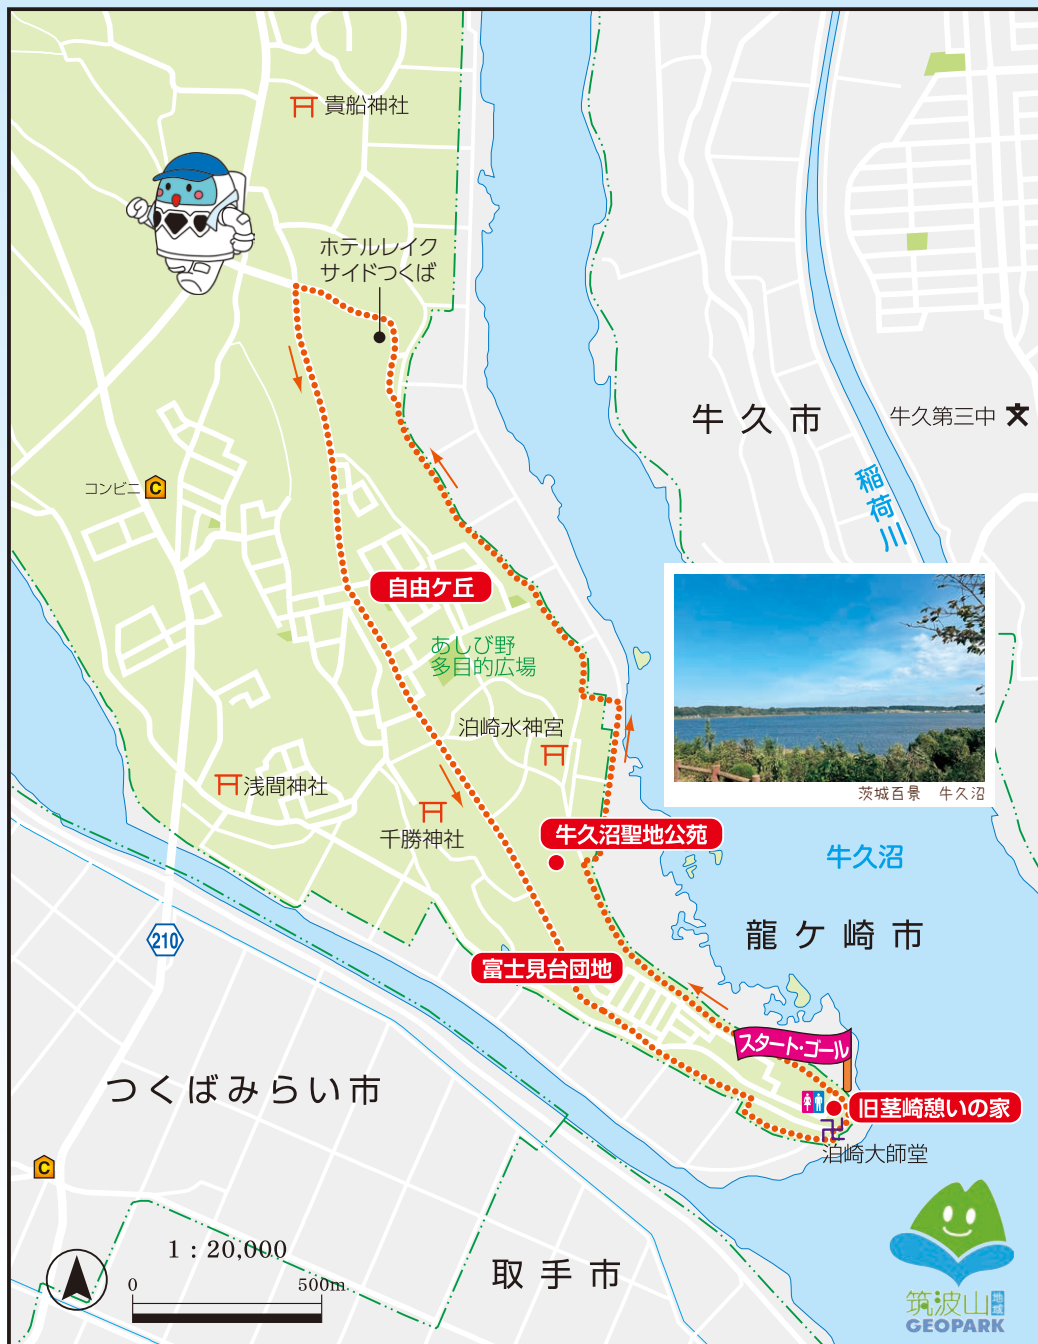 貴船神社
ホテルレイク
サイドつくば
牛久市
牛久第三中
稲荷川
コンビニ
C
自由ケ丘
あしび野
多目的広場
泊崎水神宮
茨城百景 牛久沼
浅間神社
千勝神社
牛久沼聖地公苑
牛久沼
龍ケ崎市
210
富士見台団地
スタート・ゴール
つくばみらい市
旧茎崎憩いの家
泊崎大師堂
C
1 : 20,000
0 500m
取手市
筑波山地域
GEOPARK